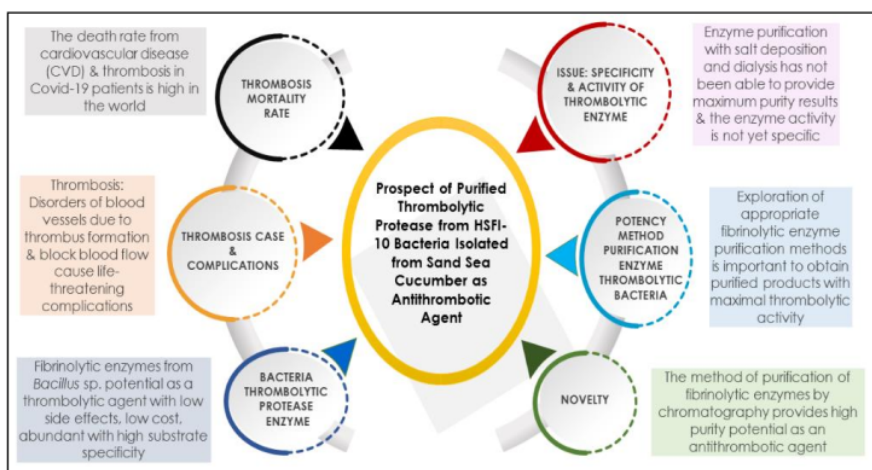 The death rate from
cardiovascular disease
(CVD) & thrombosis in
Covid-19 patients is high in
the world
THROMBOSIS
MORTALITY
RATE
Thrombosis:
Disorders of blood
vessels due to
thrombus formation
& block blood flow
cause life-
threatening
complications
THROMBOSIS CASE
&
COMPLICATIONS
Fibrinolytic enzymes from
Bacillus sp. potential as a
thrombolytic agent with low
side effects, low cost,
abundant with high substrate
specificity
BACTERIA
THROMBOLYTIC
PROTEASE
ENZYME
Prospect of Purified
Thrombolytic
Protease from HSFI-
10 Bacteria Isolated
from Sand Sea
Cucumber as
Antithrombotic
Agent
ISSUE: SPECIFICITY
& ACTIVITY OF
THROMBOLYTIC
ENZYME
Enzyme purification
with salt deposition
and dialysis has not
been able to provide
maximum purity results
& the enzyme activity
is not yet specific
POTENCY
METHOD
PURIFICATION
ENZYME
THROMBOLYTIC
BACTERIA
Exploration of
appropriate
fibrinolytic enzyme
purification methods
is important to obtain
purified products with
maximal thrombolytic
activity
NOVELTY
The method of purification of
fibrinolytic enzymes by
chromatography provides high
purity potential as an
antithrombotic agent